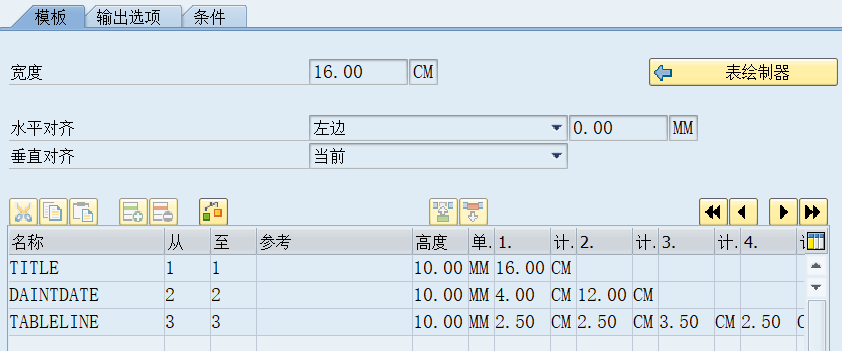 模板 输出选项 条件
宽度 16.00 CM 表绘制器
水平对齐 左边 0.00 MM
垂直对齐 当前
名称 从 至 参考 高度 单. 1. 计. 2. 计. 3. 计. 4.
TITLE 1 1 10.00 MM 16.00 CM
DAINTDATE 2 2 10.00 MM 4.00 CM 12.00 CM
TABLELINE 3 3 10.00 MM 2.50 CM 2.50 CM 3.50 CM 2.50